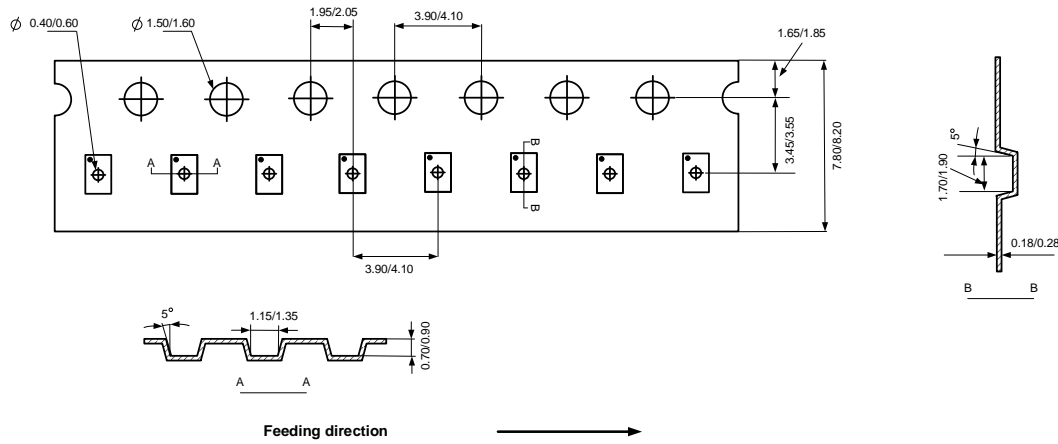 Φ 0.40/0.60
Φ 1.50/1.60
1.95/2.05
3.90/4.10
1.65/1.85
3.45/3.55
7.80/8.20
A A
B
B
3.90/4.10
5°
1.70/1.90
0.18/0.28
B B
5°
1.15/1.35
0.70/0.90
A A
Feeding direction